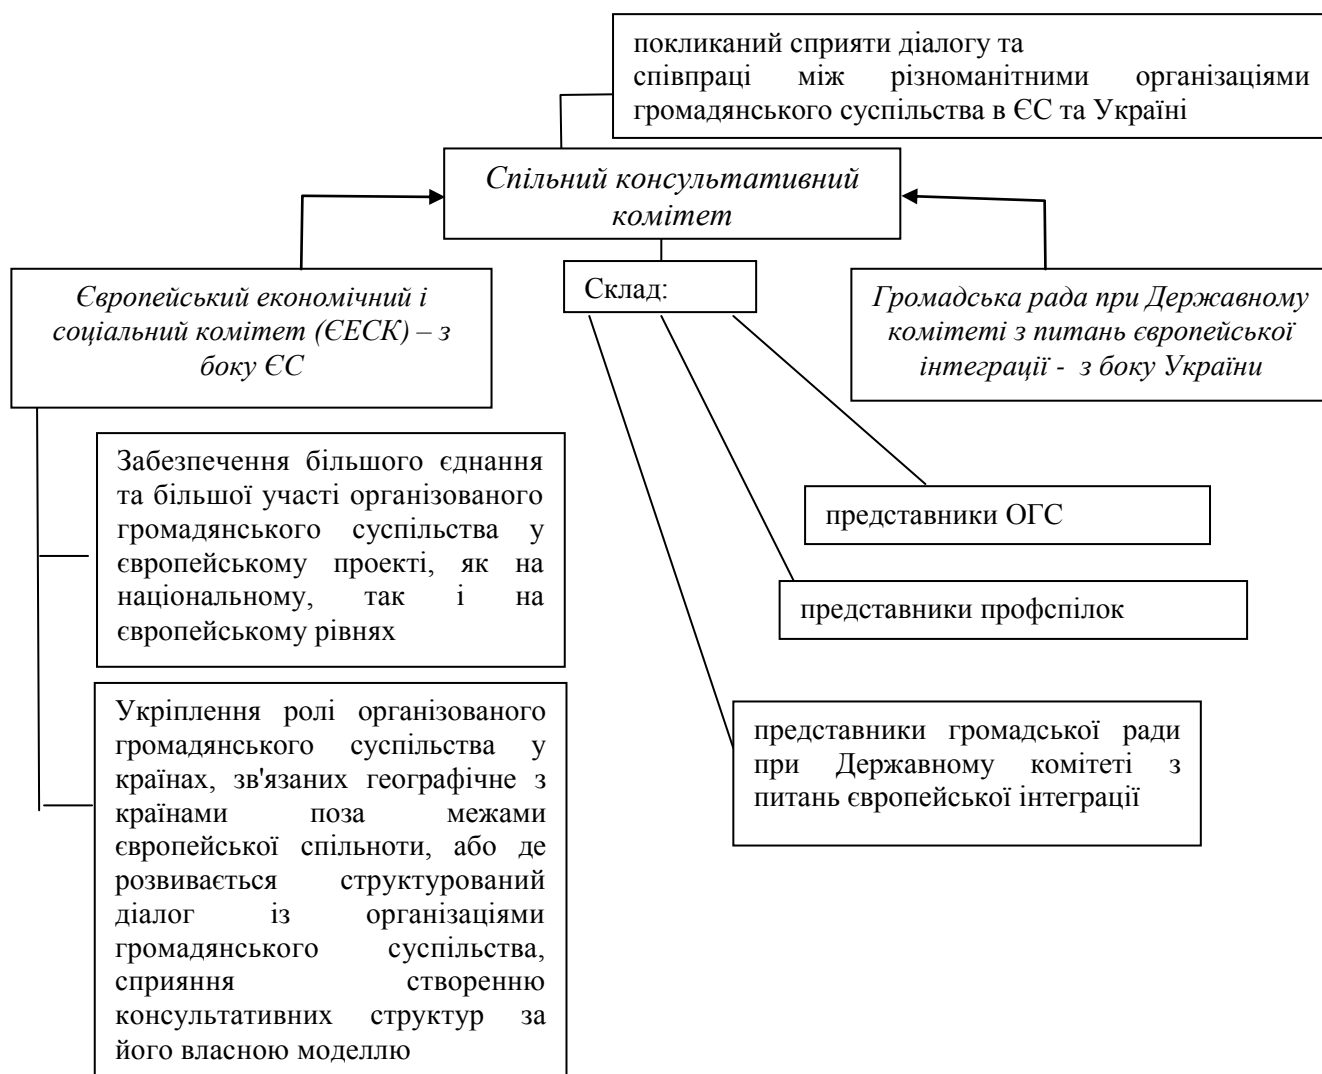 покликаний сприяти діалогу та
співпраці між різноманітними організаціями
громадянського суспільства в ЄС та Україні
Спільний консультативний
комітет
Європейський економічний і
соціальний комітет (ЄЕСК) – з
боку ЄС
Склад:
Громадська рада при Державному
комітеті з питань європейської
інтеграції - з боку України
Забезпечення більшого єднання
та більшої участі організованого
громадянського суспільства у
європейському проекті, як на
національному, так і на
європейському рівнях
представники ОГС
представники профспілок
Укріплення ролі організованого
громадянського суспільства у
країнах, зв'язаних географічне з
країнами поза межами
європейської спільноти, або де
розвивається структурований
діалог із організаціями
громадянського суспільства,
сприяння створенню
консультативних структур за
його власною моделлю
представники громадської ради
при Державному комітеті з
питань європейської інтеграції